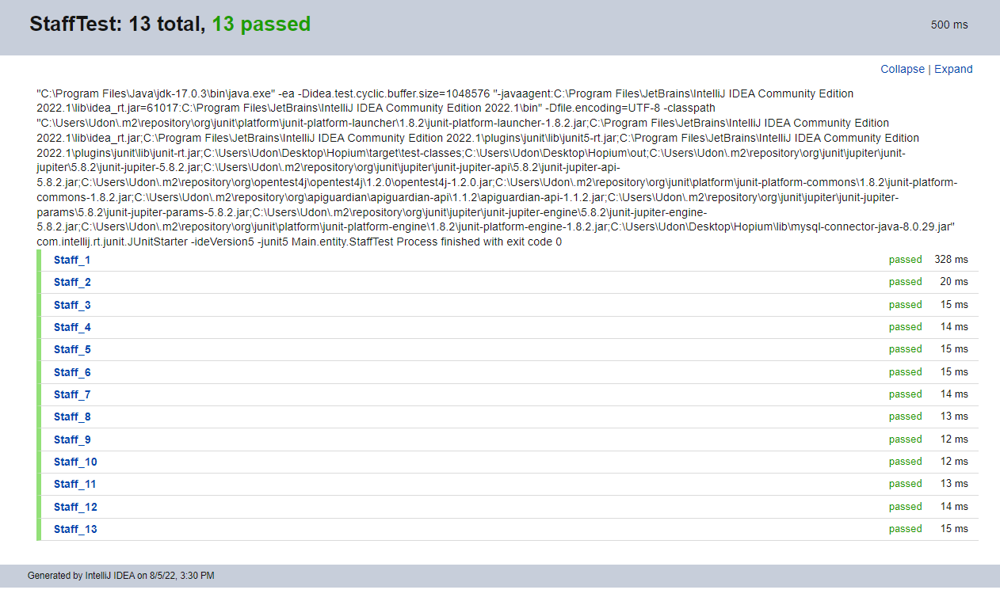 StaffTest: 13 total, 13 passed
500 ms
Collapse | Expand
"C:\Program Files\Java\jdk-17.0.3\bin\java.exe" -ea -Didea.test.cyclic.buffer.size=1048576 "-javaagent:C:\Program Files\JetBrains\IntelliJ IDEA Community Edition
2022.1\lib\idea_rt.jar=61017:C:\Program Files\JetBrains\IntelliJ IDEA Community Edition 2022.1\bin" -Dfile.encoding=UTF-8 -classpath
"C:\Users\Udon\.m2\repository\org\junit\platform\junit-platform-launcher\1.8.2\junit-platform-launcher-1.8.2.jar;C:\Program Files\JetBrains\IntelliJ IDEA Community Edition
2022.1\lib\idea_rt.jar;C:\Program Files\JetBrains\IntelliJ IDEA Community Edition 2022.1\plugins\junit\lib\junit5-rt.jar;C:\Program Files\JetBrains\IntelliJ IDEA Community Edition
2022.1\plugins\junit\lib\junit-rt.jar;C:\Users\Udon\Desktop\Hopium\target\test-classes;C:\Users\Udon\Desktop\Hopium\out;C:\Users\Udon\.m2\repository\org\junit\jupiter\junit-
jupiter\5.8.2\junit-jupiter-5.8.2.jar;C:\Users\Udon\.m2\repository\org\junit\jupiter\junit-jupiter-api\5.8.2\junit-jupiter-api-
5.8.2.jar;C:\Users\Udon\.m2\repository\org\opentest4j\opentest4j\1.2.0\opentest4j-1.2.0.jar;C:\Users\Udon\.m2\repository\org\junit\platform\junit-platform-commons\1.8.2\junit-platform-
commons-1.8.2.jar;C:\Users\Udon\.m2\repository\org\apiguardian\apiguardian-api\1.1.2\apiguardian-api-1.1.2.jar;C:\Users\Udon\.m2\repository\org\junit\jupiter\junit-jupiter-
params\5.8.2\junit-jupiter-params-5.8.2.jar;C:\Users\Udon\.m2\repository\org\junit\jupiter\junit-jupiter-engine\5.8.2\junit-jupiter-engine-
5.8.2.jar;C:\Users\Udon\.m2\repository\org\junit\platform\junit-platform-engine\1.8.2\junit-platform-engine-1.8.2.jar;C:\Users\Udon\Desktop\Hopium\lib\mysql-connector-java-8.0.29.jar"
com.intellij.rt.junit.JUnitStarter -ideVersion5 -junit5 Main.entity.StaffTest Process finished with exit code 0
Staff_1 passed 328 ms
Staff_2 passed 20 ms
Staff_3 passed 15 ms
Staff_4 passed 14 ms
Staff_5 passed 15 ms
Staff_6 passed 15 ms
Staff_7 passed 14 ms
Staff_8 passed 13 ms
Staff_9 passed 12 ms
Staff_10 passed 12 ms
Staff_11 passed 13 ms
Staff_12 passed 14 ms
Staff_13 passed 15 ms
Generated by IntelliJ IDEA on 8/5/22, 3:30 PM